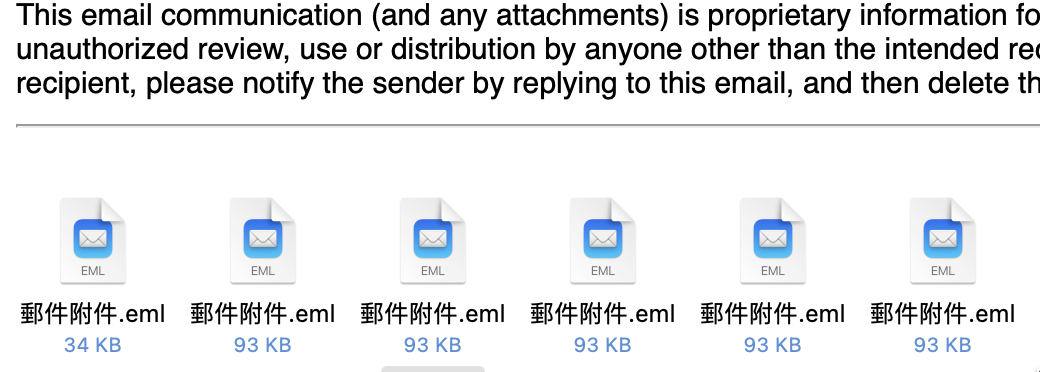 This email communication (and any attachments) is proprietary information fo
unauthorized review, use or distribution by anyone other than the intended rec
recipient, please notify the sender by replying to this email, and then delete th
EML EML EML EML EML EML
郵件附件.eml 郵件附件.eml 郵件附件.eml 郵件附件.eml 郵件附件.eml 郵件附件.eml
34 KB 93 KB 93 KB 93 KB 93 KB 93 KB